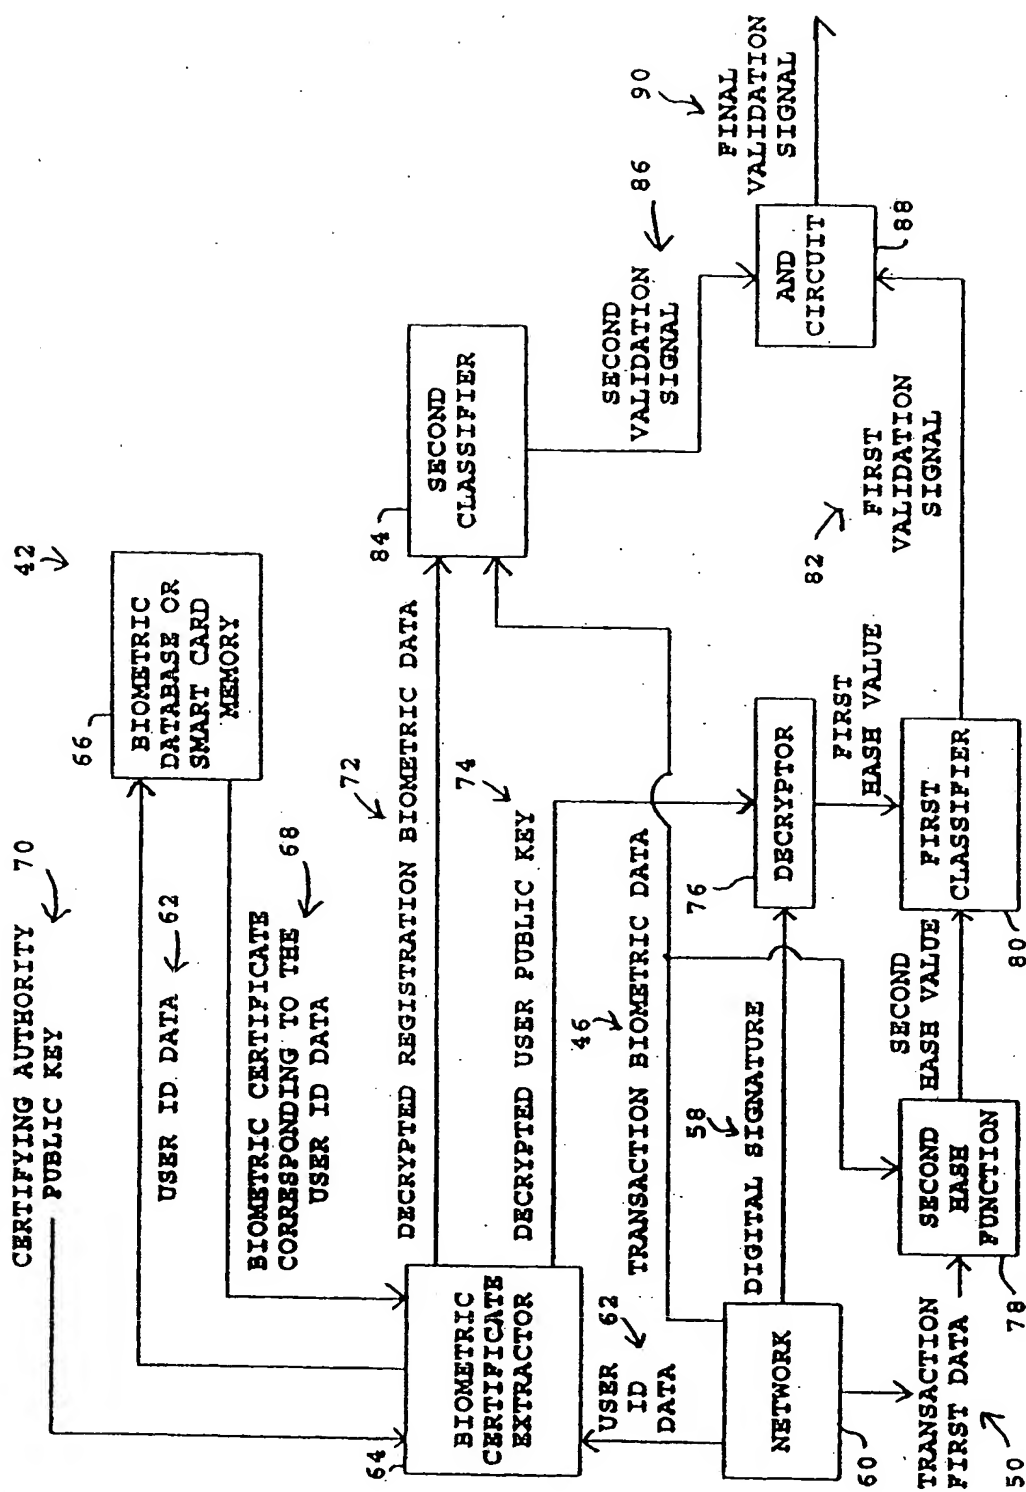 CERTIFYING AUTHORITY
PUBLIC KEY
70
42
66
BIOMETRIC
DATABASE OR
SMART CARD
MEMORY
USER ID DATA
62
BIOMETRIC CERTIFICATE
CORRESPONDING TO THE
USER ID DATA
68
64
BIOMETRIC
CERTIFICATE
EXTRACTOR
72
DECRYPTED REGISTRATION BIOMETRIC DATA
74
DECRYPTED USER PUBLIC KEY
84
SECOND
CLASSIFIER
USER
ID
DATA
62
46
TRANSACTION BIOMETRIC DATA
SECOND
VALIDATION
SIGNAL
86
90
FINAL
VALIDATION
SIGNAL
58
DIGITAL SIGNATURE
76
DECRYPTOR
NETWORK
60
AND
CIRCUIT
88
FIRST
HASH VALUE
82
FIRST
VALIDATION
SIGNAL
TRANSACTION
FIRST DATA
50
SECOND
HASH
FUNCTION
78
SECOND
HASH VALUE
FIRST
CLASSIFIER
80